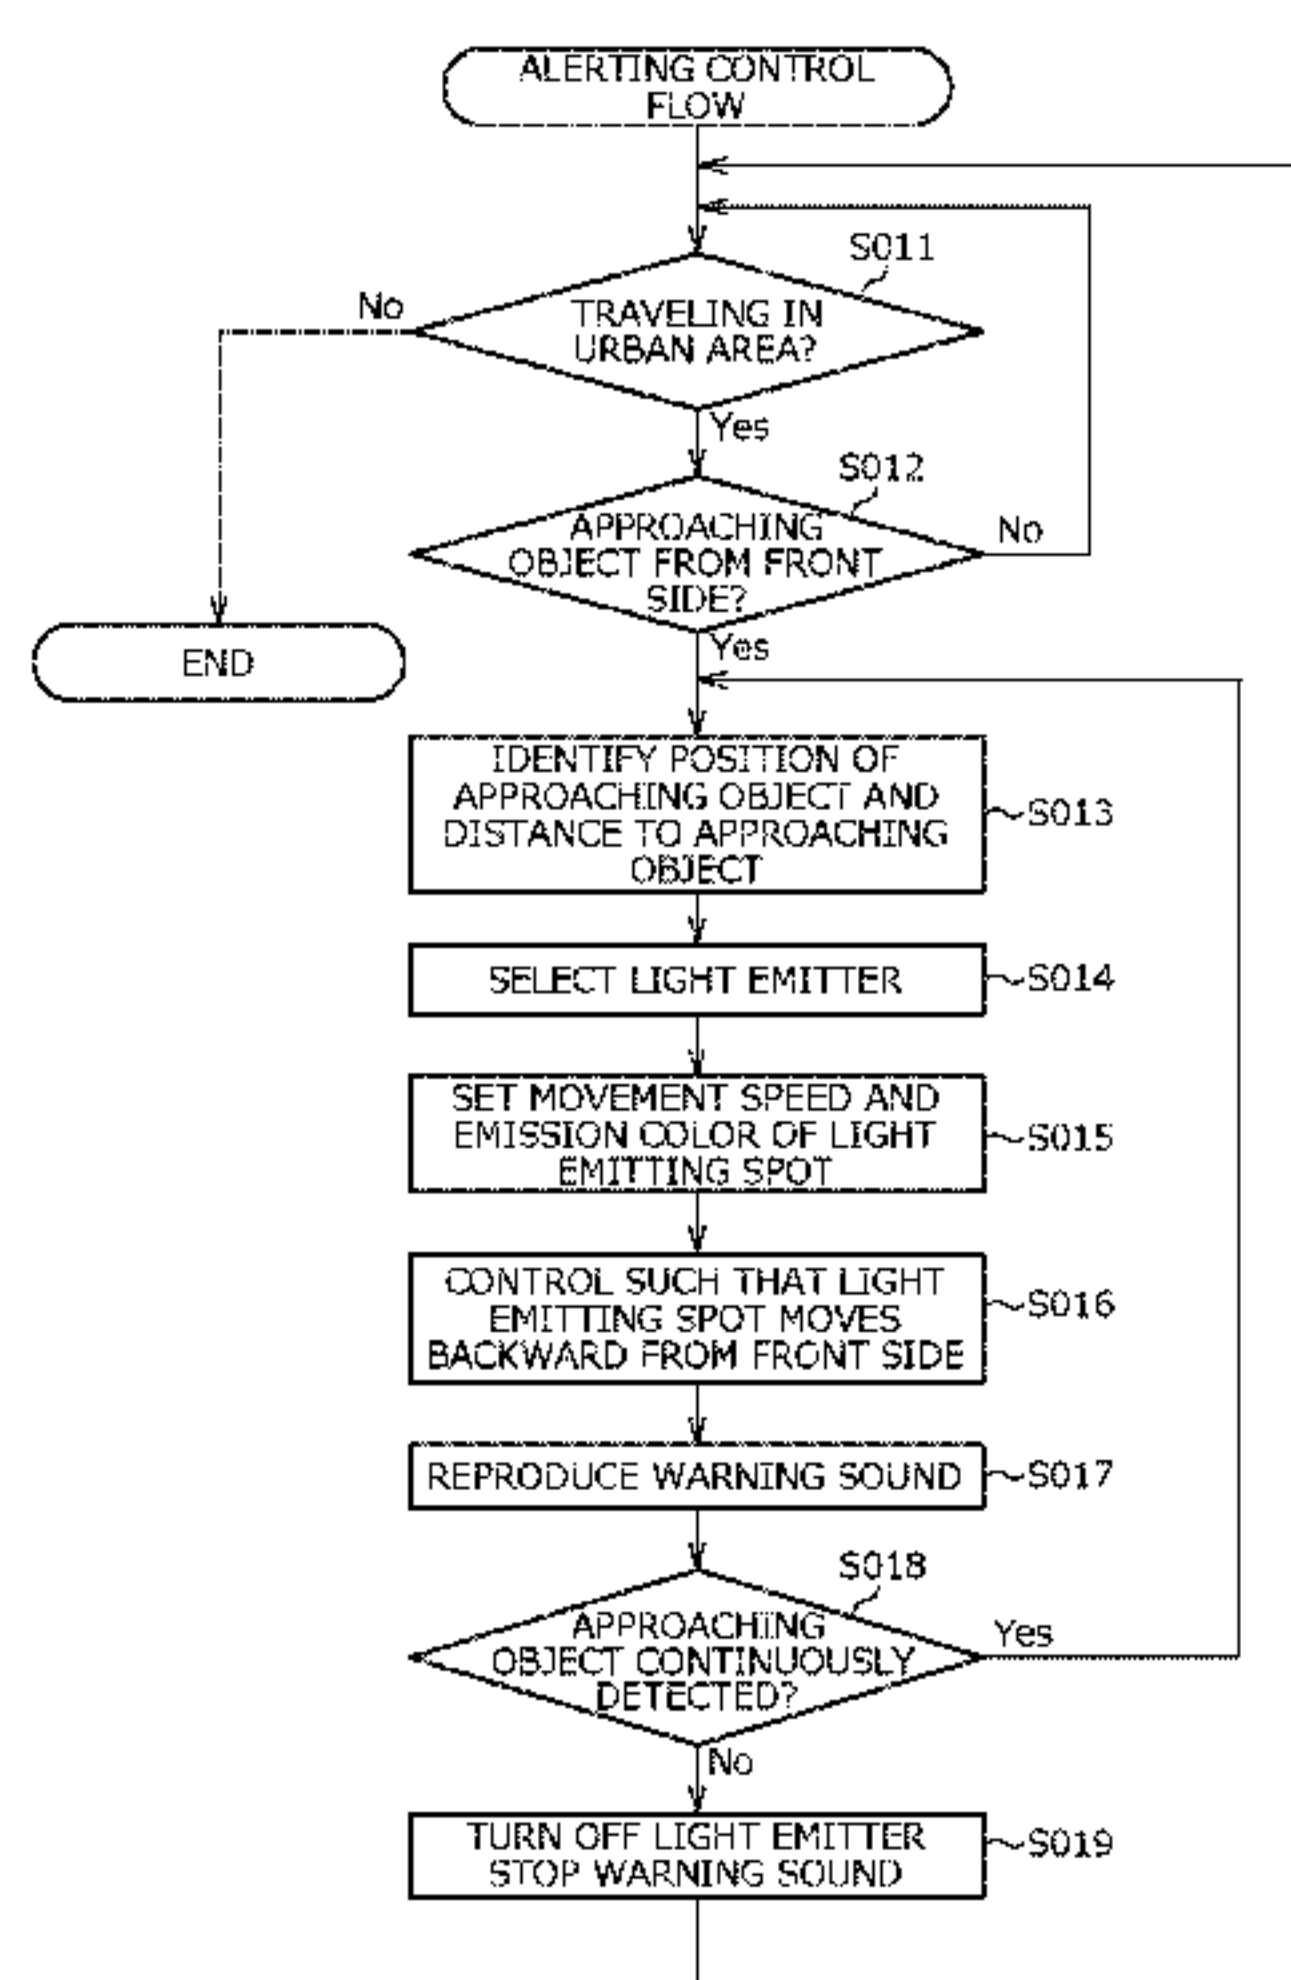 ALERTING CONTROL
FLOW
S011
No
TRAVELING IN
URBAN AREA?
Yes
S012
APPROACHING
OBJECT FROM FRONT
SIDE?
No
Yes
END
IDENTIFY POSITION OF
APPROACHING OBJECT AND
DISTANCE TO APPROACHING
OBJECT
S013
SELECT LIGHT EMITTER
S014
SET MOVEMENT SPEED AND
EMISSION COLOR OF LIGHT
EMITTING SPOT
S015
CONTROL SUCH THAT LIGHT
EMITTING SPOT MOVES
BACKWARD FROM FRONT SIDE
S016
REPRODUCE WARNING SOUND
S017
S018
APPROACHING
OBJECT CONTINUOUSLY
DETECTED?
Yes
No
TURN OFF LIGHT EMITTER
STOP WARNING SOUND
S019